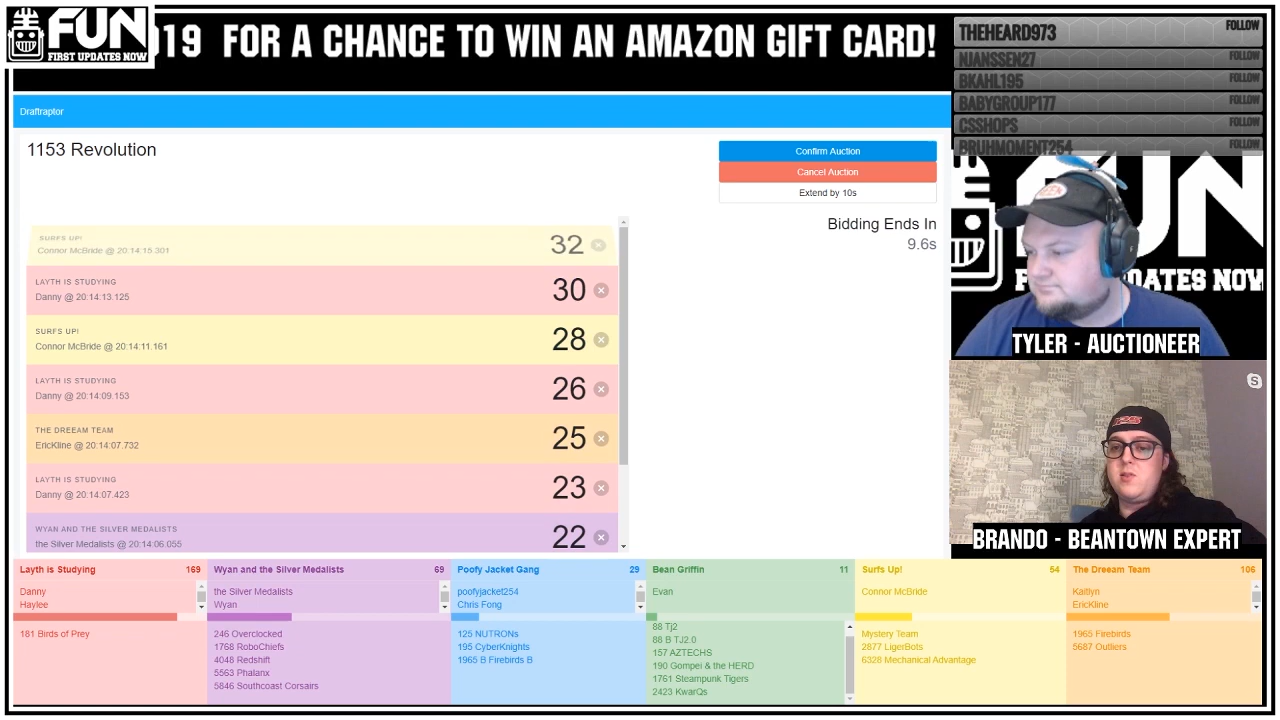 FUN
FIRST UPDATES NOW
019 FOR A CHANCE TO WIN AN AMAZON GIFT CARD!
THEHEARD973 FOLLOW
NJANSSEN27 FOLLOW
BKAHL195 FOLLOW
BABYGROUP177 FOLLOW
CSSHOPS FOLLOW
BRUHMOMENT254 FOLLOW
Draftraptor
1153 Revolution
Confirm Auction
Cancel Auction
Extend by 10s
Bidding Ends In
9.6s
SURFS UP!
Connor McBride @ 20:14:15.301
32
LAYTH IS STUDYING
Danny @ 20:14:13.125
30
SURFS UP!
Connor McBride @ 20:14:11.161
28
LAYTH IS STUDYING
Danny @ 20:14:09.153
26
THE DREEAM TEAM
EricKline @ 20:14:07.732
25
LAYTH IS STUDYING
Danny @ 20:14:07.423
23
WYAN AND THE SILVER MEDALISTS
the Silver Medalists @ 20:14:06.055
22
TYLER - AUCTIONEER
BRANDO - BEANTOWN EXPERT
Layth is Studying 169
Danny
Haylee
181 Birds of Prey
Wyan and the Silver Medalists 69
the Silver Medalists
Wyan
246 Overclocked
1768 RoboChiefs
4048 Redshift
5563 Phalanx
5846 Southcoast Corsairs
Poofy Jacket Gang 29
poofyjacket254
Chris Fong
125 NUTRONs
195 CyberKnights
1965 B Firebirds B
Bean Griffin 11
Evan
88 Tj2
88 B TJ2.0
157 AZTECHS
190 Gompei & the HERD
1761 Steampunk Tigers
2423 KwarQs
Surfs Up! 54
Connor McBride
Mystery Team
2877 LigerBots
6328 Mechanical Advantage
The Dreeam Team 106
Kaitlyn
EricKline
1965 Firebirds
5687 Outliers